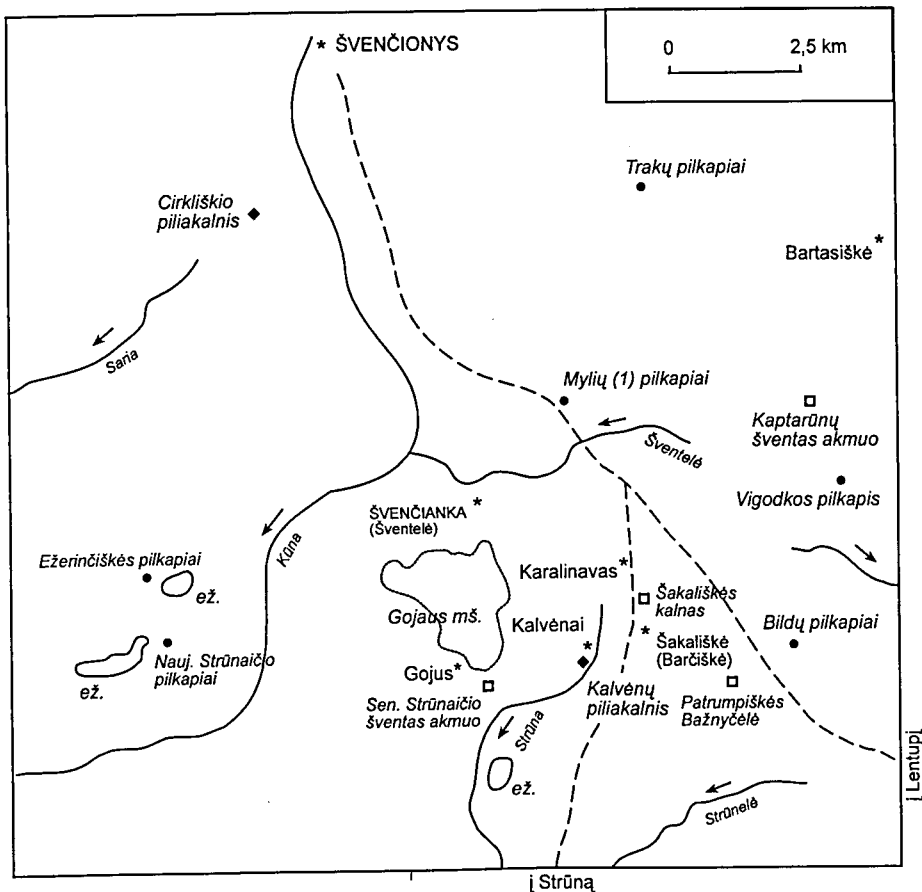 * ŠVENČIONYS
0 2,5 km
Trakų pilkapiai
Cirkliškio
piliakalnis
Bartasiškė *
Saria
Mylių (1) pilkapiai
Kaptarūnų
šventas akmuo
Šventelė
Vigodkos pilkapis
ŠVENČIANKA *
(Šventelė)
Kūna
Ežerinčiškės pilkapiai
ež.
Karalinavas *
Šakališkės
kalnas
Gojaus mš.
Kalvėnai *
* Šakališkė
(Barčiškė)
Bildų pilkapiai
Nauj. Strūnaičio
pilkapiai
ež.
Gojus *
Sen. Strūnaičio
šventas akmuo
Kalvėnų
piliakalnis
Patrumpiškės
Bažnyčėlė
Strūna
ež.
Strūnelė
į Lentupį
į Strūną